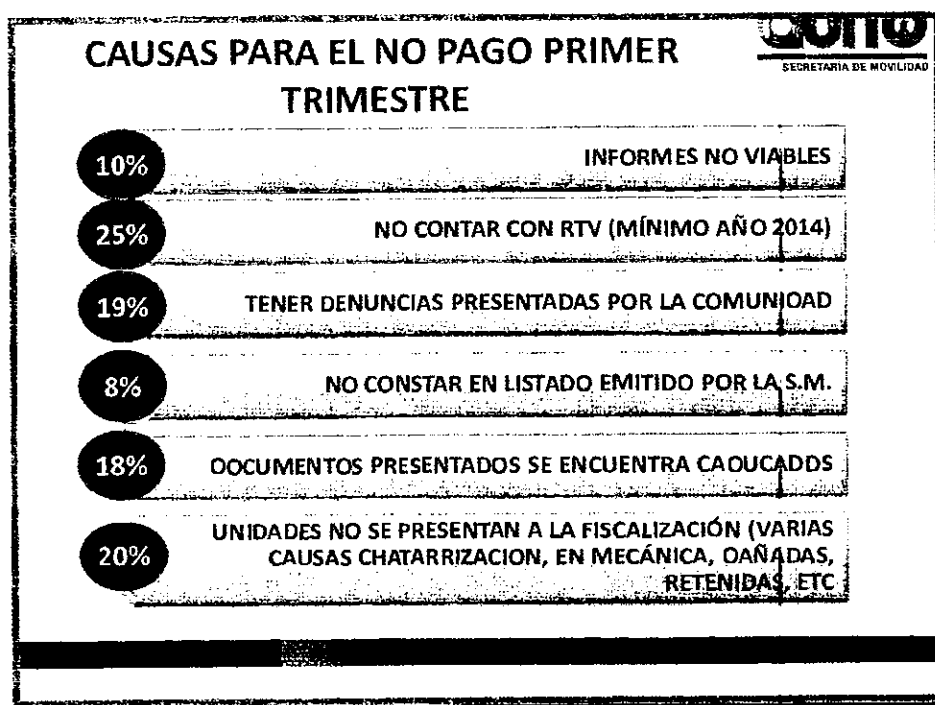 CAUSAS PARA EL NO PAGO PRIMER
TRIMESTRE
SECRETARÍA DE MOVILIDAD
10%
INFORMES NO VIABLES
25%
NO CONTAR CON RTV (MÍNIMO AÑO 2014)
19%
TENER DENUNCIAS PRESENTADAS POR LA COMUNIDAD
8%
NO CONSTAR EN LISTADO EMITIDO POR LA S.M.
18%
DOCUMENTOS PRESENTADOS SE ENCUENTRA CAOUCADDS
20%
UNIDADES NO SE PRESENTAN A LA FISCALIZACIÓN (VARIAS
CAUSAS CHATARRIZACION, EN MECÁNICA, OAÑADAS,
RETENIDAS, ETC